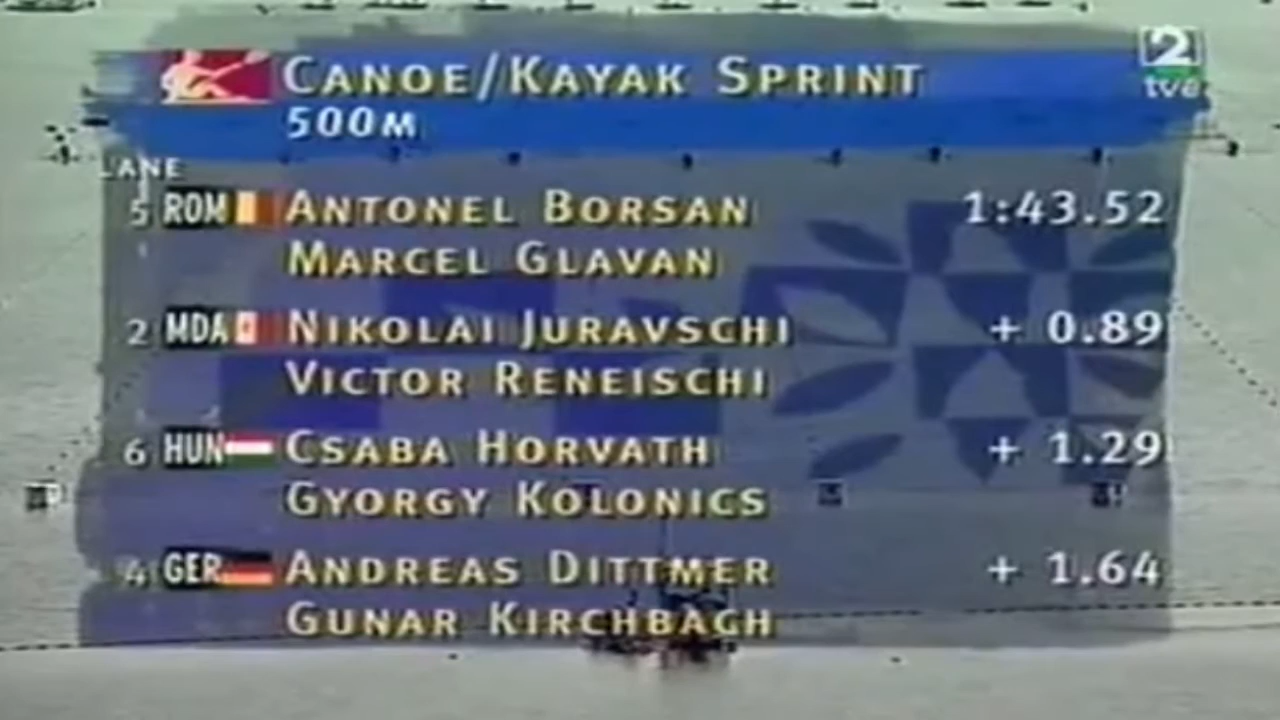 CANOE/KAYAK SPRINT
2
tve
500M
LANE
5 ROM ANTONEL BORSAN 1:43.52
MARCEL GLAVAN
2 MDA NIKOLAI JURAVSCHI + 0.89
VICTOR RENEISCHI
6 HUN CSABA HORVATH + 1.29
GYORGY KOLONICS
4 GER ANDREAS DITTMER + 1.64
GUNAR KIRCHBACH